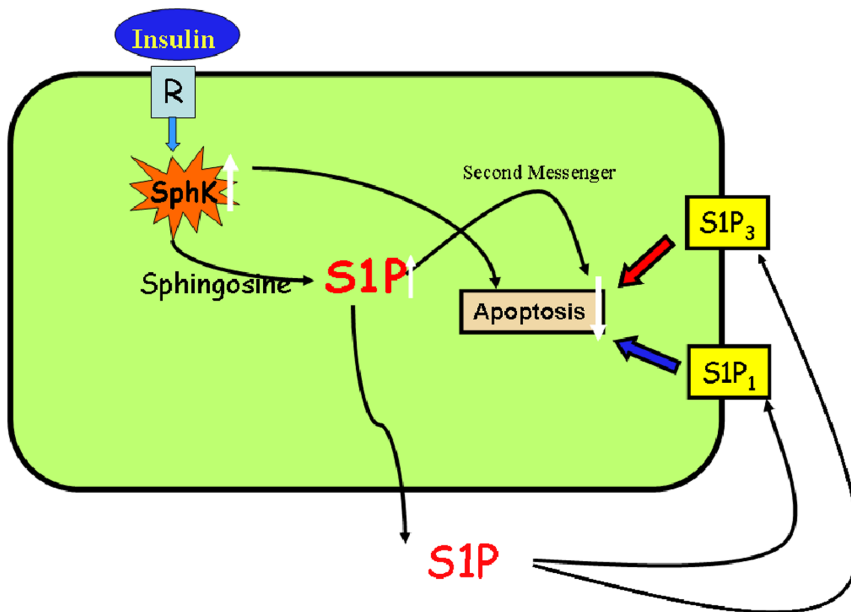 Insulin
R
SphK
Second Messenger
S1P₃
Sphingosine
S1P
Apoptosis
S1P₁
S1P